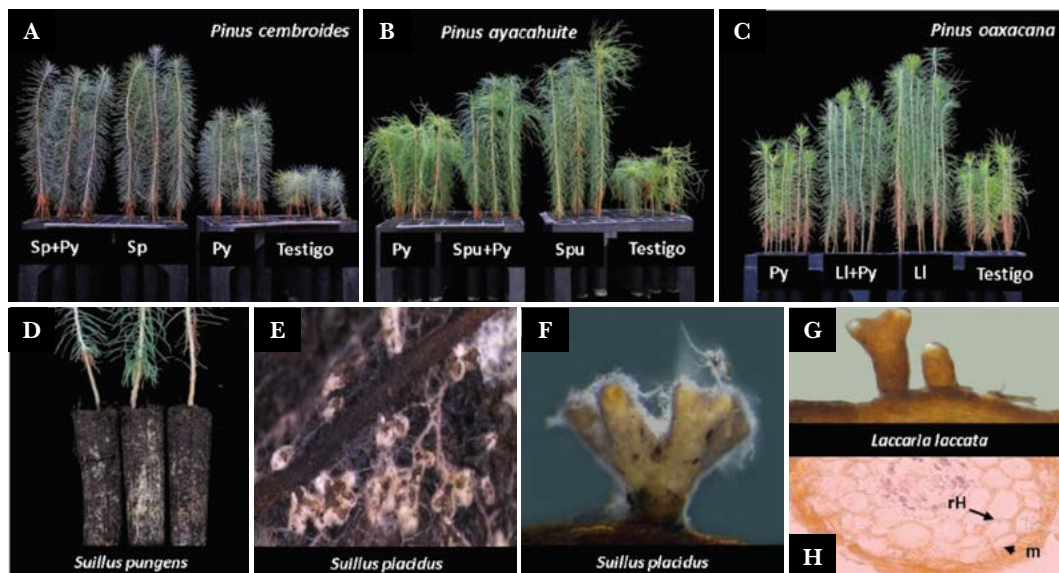 A
Pinus cembroides
Sp+Py Sp Py Testigo
B
Pinus ayacahuite
Py Spu+Py Spu Testigo
C
Pinus oaxacana
Py Ll+Py Ll Testigo
D
Suillus pungens
E
Suillus placidus
F
Suillus placidus
G
Laccaria laccata
rH
m
H